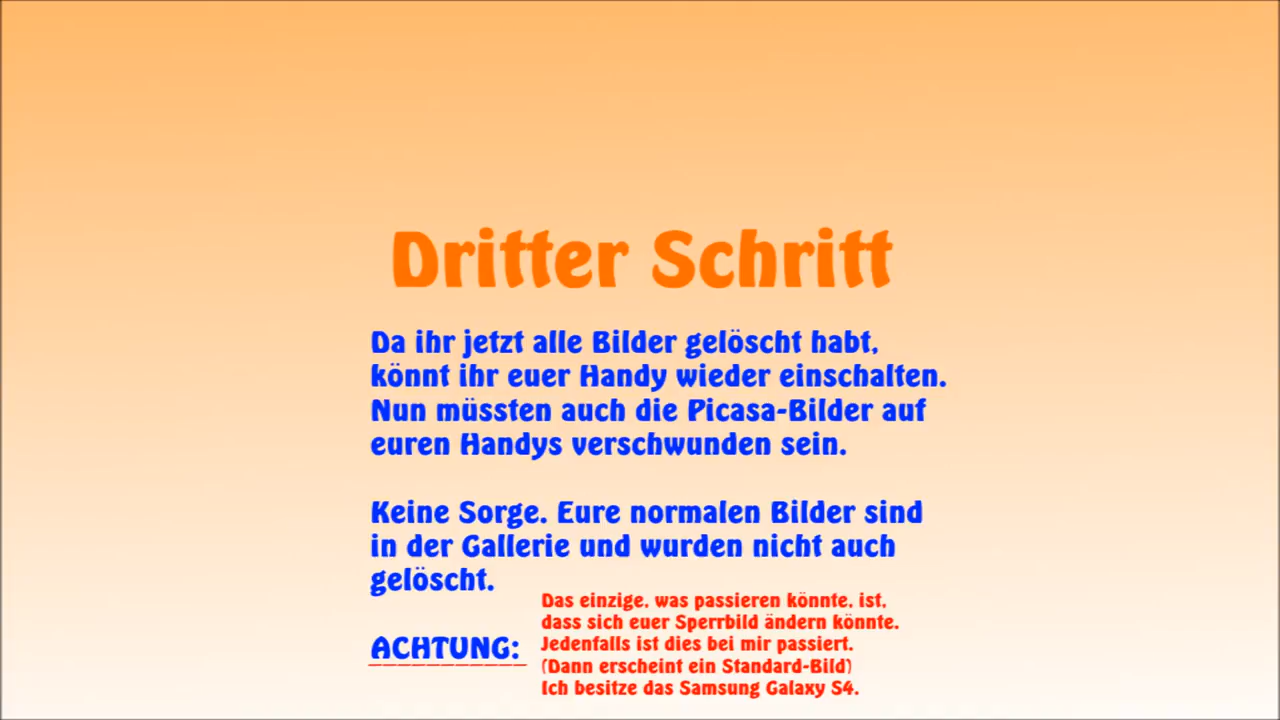 Dritter Schritt
Da ihr jetzt alle Bilder gelöscht habt,
könnt ihr euer Handy wieder einschalten.
Nun müssten auch die Picasa-Bilder auf
euren Handys verschwunden sein.
Keine Sorge. Eure normalen Bilder sind
in der Gallerie und wurden nicht auch
gelöscht.
ACHTUNG:
Das einzige, was passieren könnte, ist,
dass sich euer Sperrbild ändern könnte.
Jedenfalls ist dies bei mir passiert.
(Dann erscheint ein Standard-Bild)
Ich besitze das Samsung Galaxy S4.